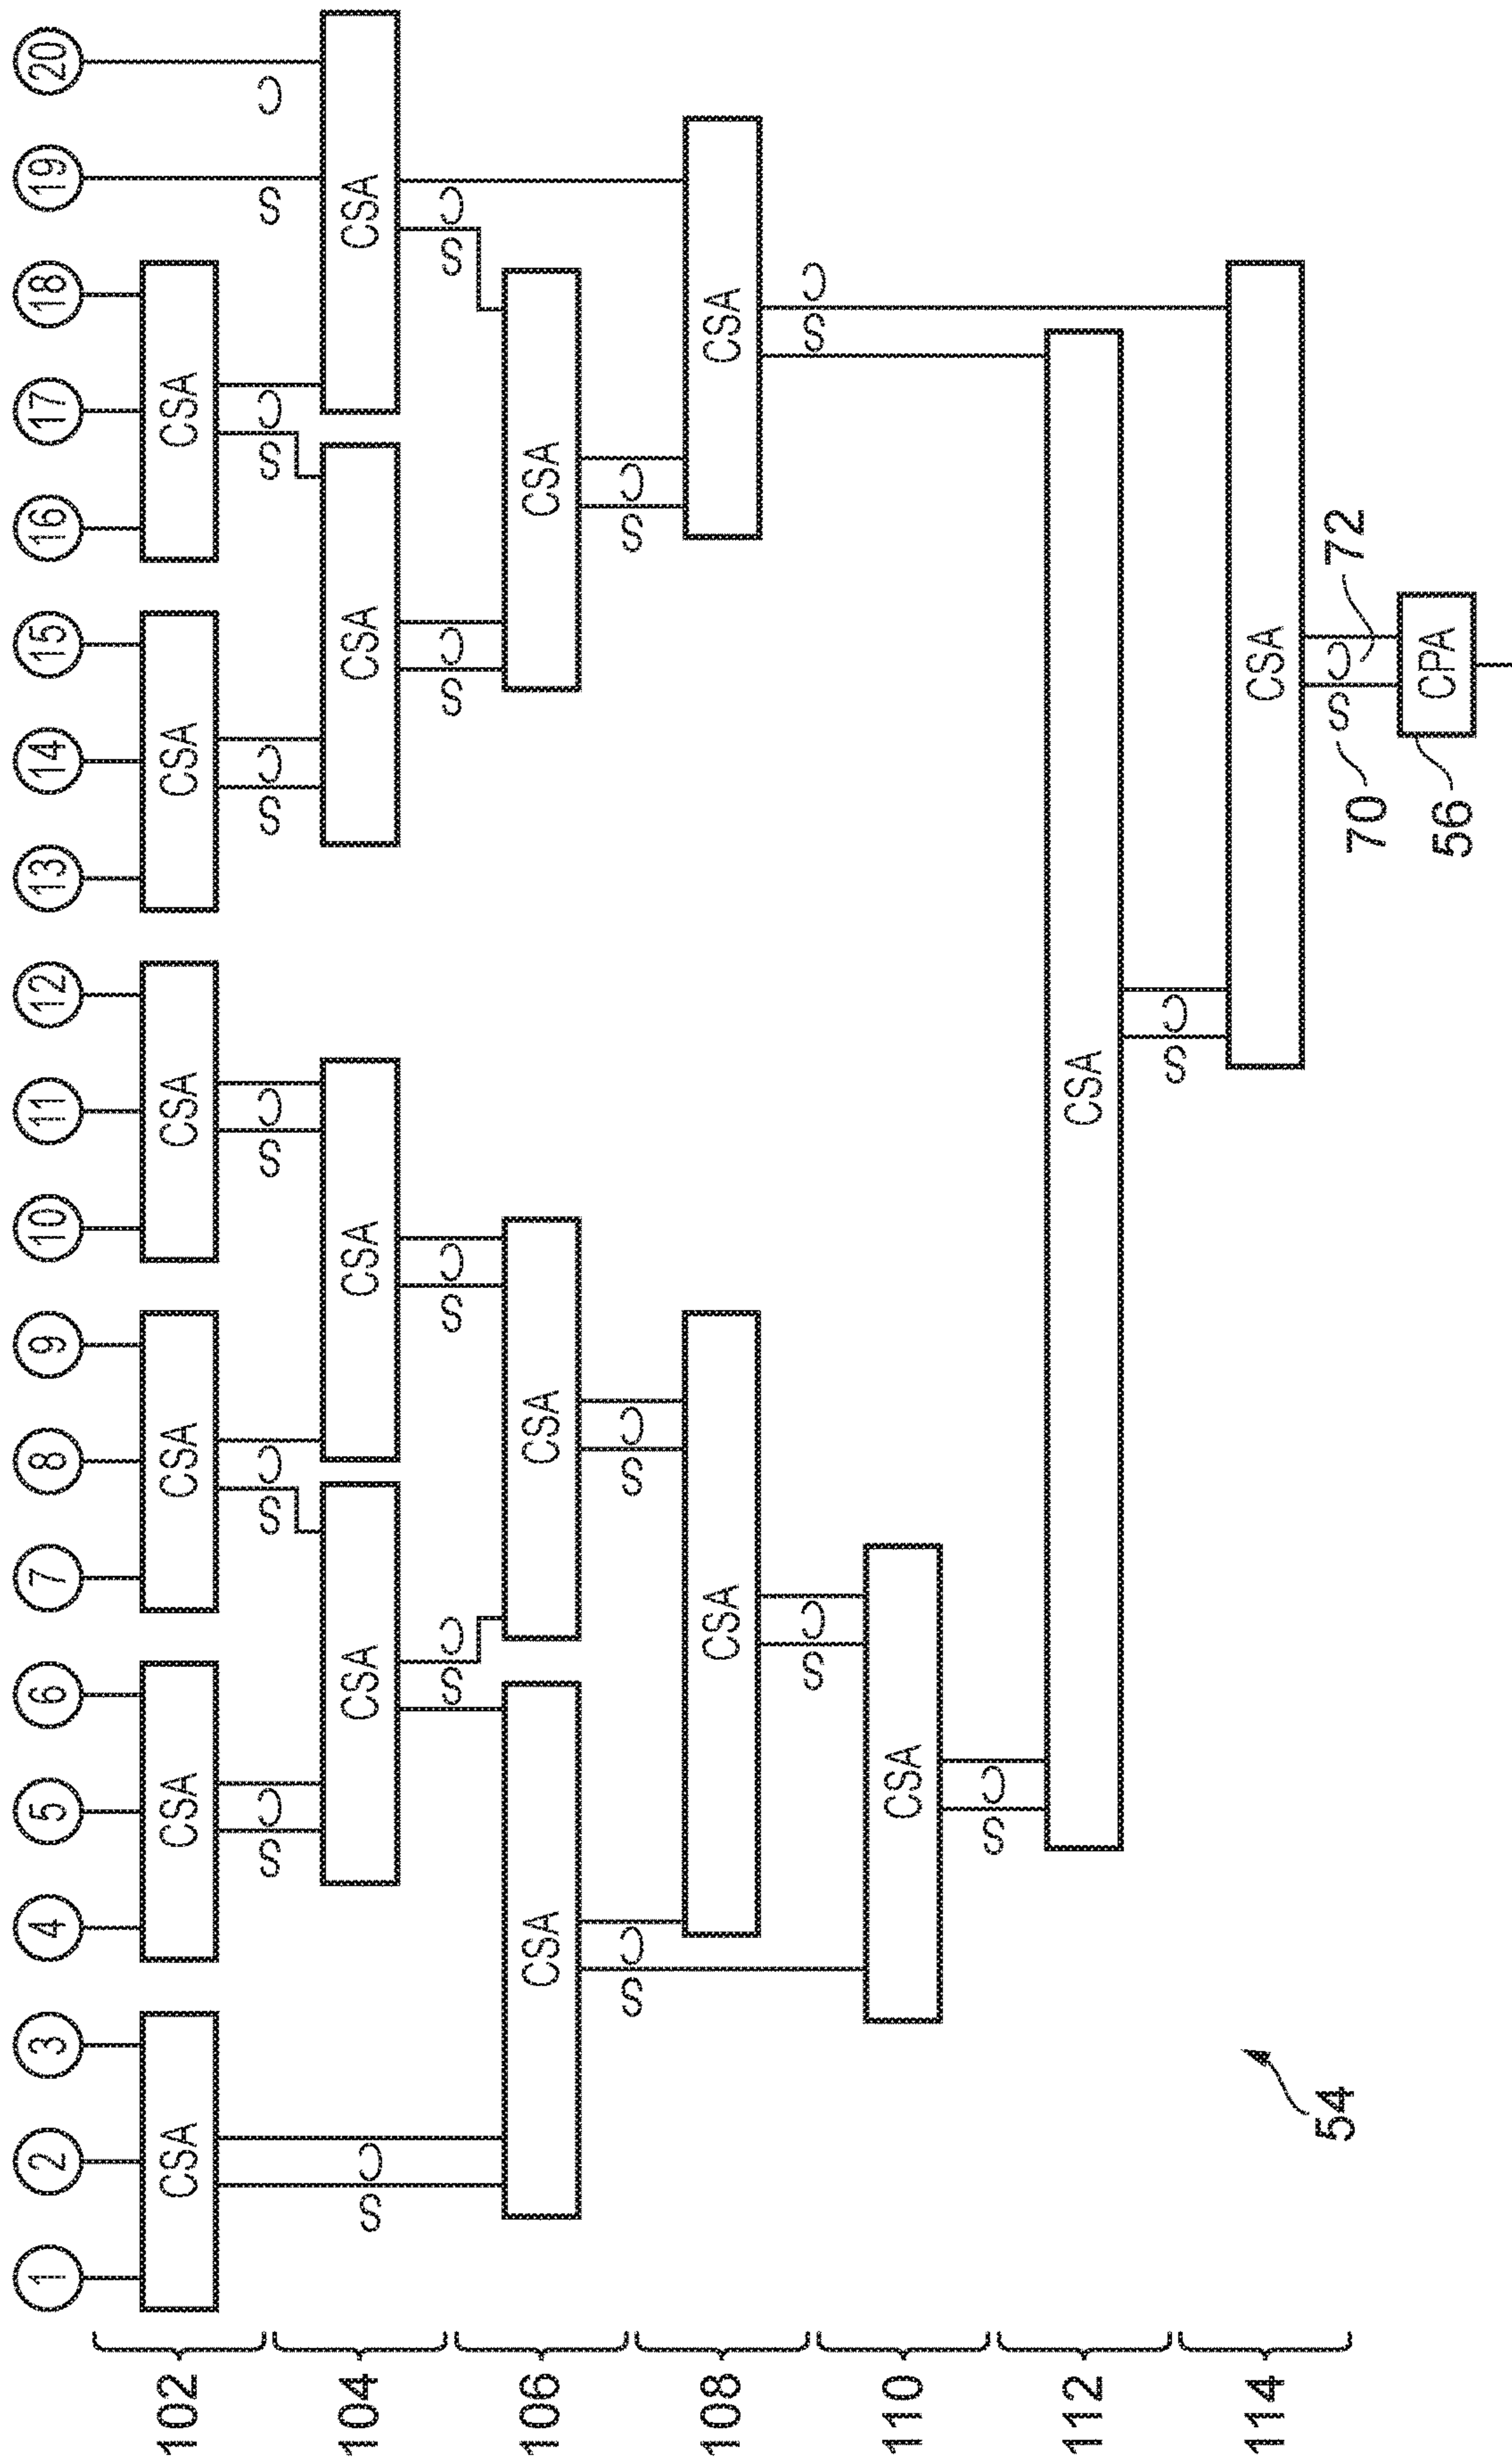 1 2 3 4 5 6 7 8 9 10 11 12 13 14 15 16 17 18 19 20
102 CSA CSA CSA CSA CSA CSA
S C S C S C S C S C S C
104 S C CSA CSA CSA CSA
S C S C S C S C
106 CSA CSA CSA
S C S C S C
108 CSA CSA
S C S C
110 CSA
S C
112 CSA
S C
114 CSA
54 70 S C 72
56 CPA